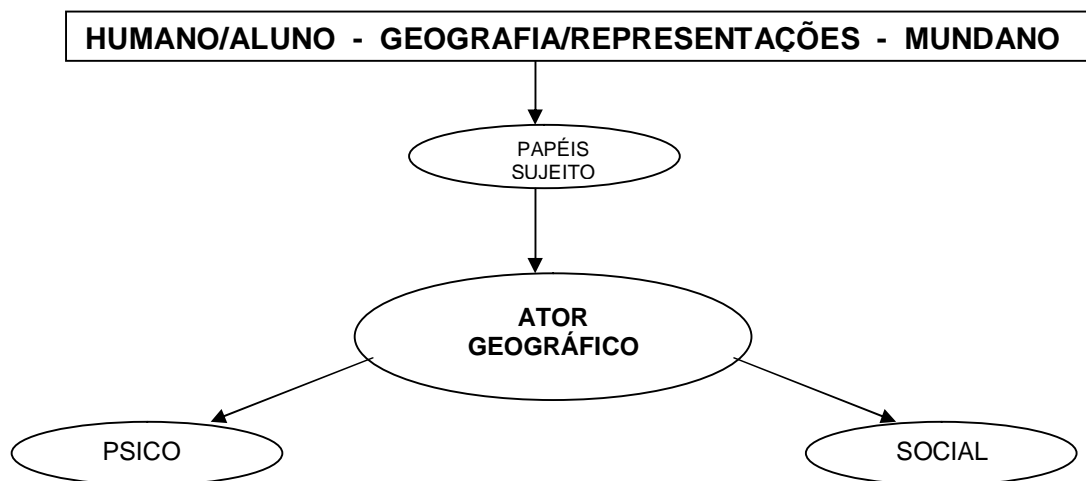 HUMANO/ALUNO - GEOGRAFIA/REPRESENTAÇÕES - MUNDANO
PAPÉIS
SUJEITO
ATOR
GEOGRÁFICO
PSICO
SOCIAL